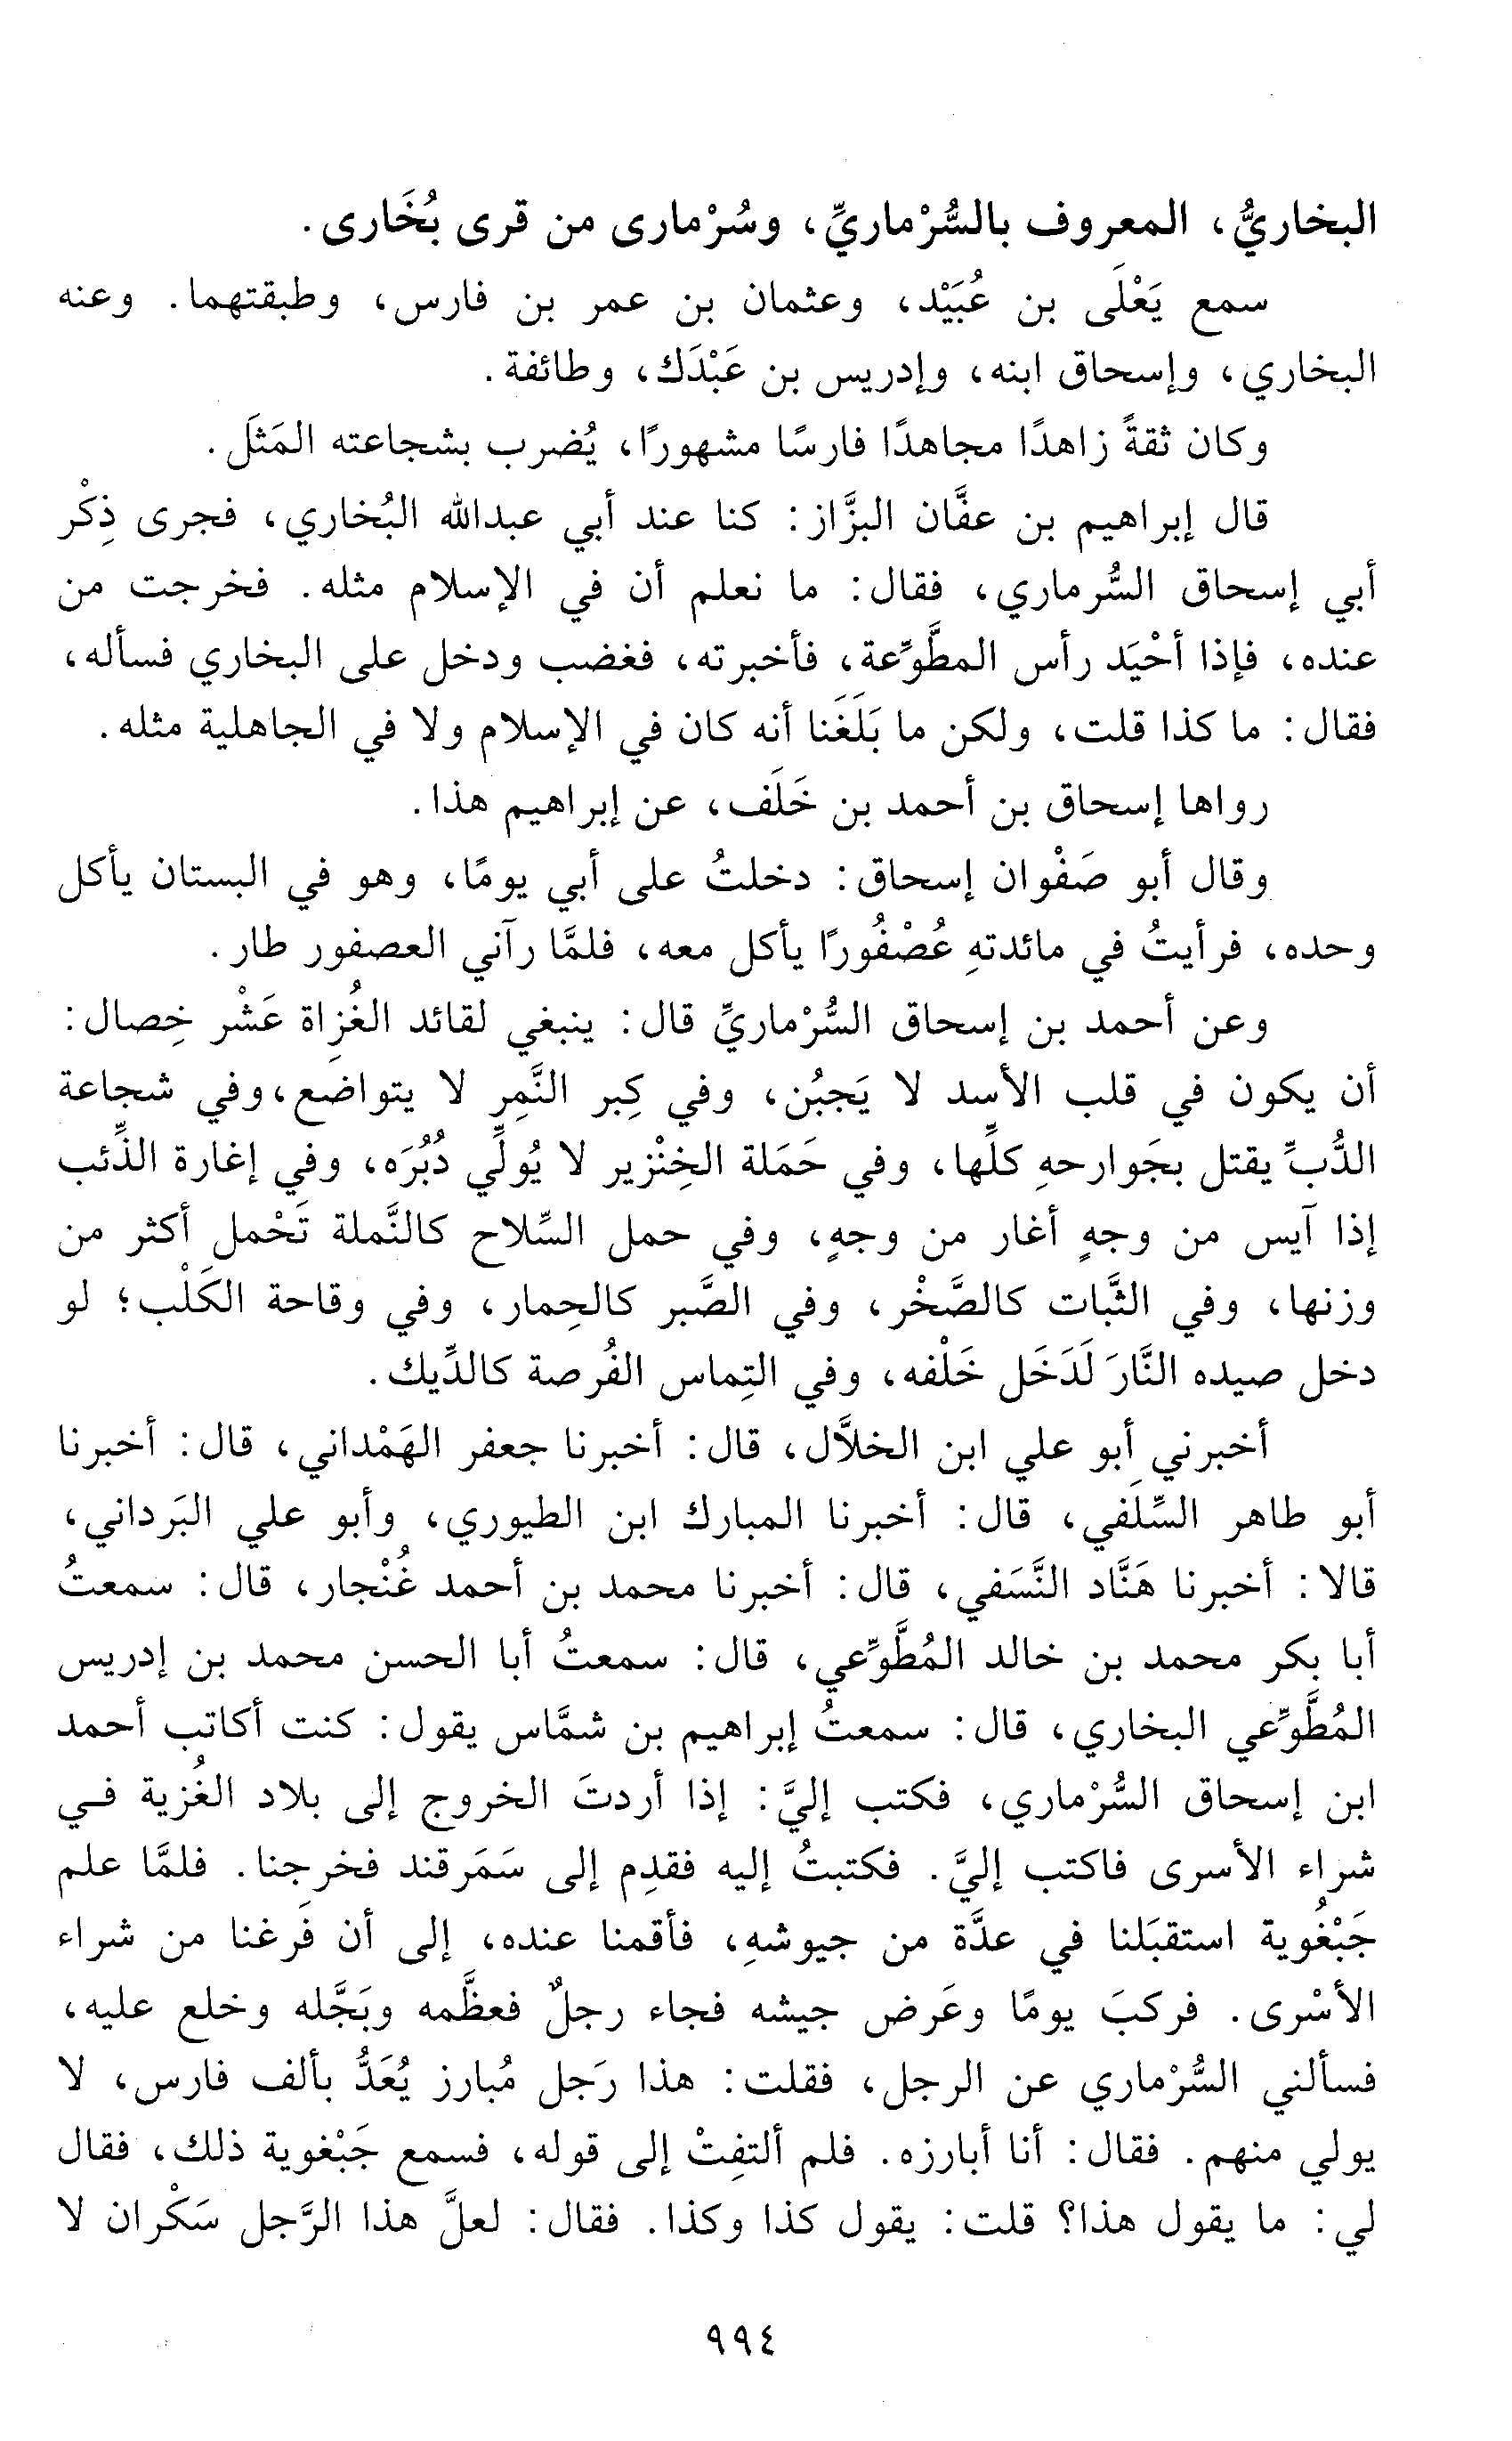 البخاريُّ، المعروف بالسُّرْماريِّ، وسُرْمارى من قرى بُخَارى.
سمع يَعْلَى بن عُبَيْد، وعثمان بن عمر بن فارس، وطبقتهما. وعنه
البخاري، وإسحاق ابنه، وإدريس بن عَبْدَك، وطائفة.
وكان ثقةً زاهدًا مجاهدًا فارسًا مشهورًا، يُضرب بشجاعته المَثلَ.
قال إبراهيم بن عفَّان البزَّاز: كنا عند أبي عبدالله البُخاري، فجرى ذِكْر
أبي إسحاق السُّرماري، فقال: ما نعلم أن في الإسلام مثله. فخرجت من
عنده، فإذا أحْيَد رأس المطَّوِّعة، فأخبرته، فغضب ودخل على البخاري فسأله،
فقال: ما كذا قلت، ولكن ما بَلَغَنا أنه كان في الإسلام ولا في الجاهلية مثله.
رواها إسحاق بن أحمد بن خَلَف، عن إبراهيم هذا.
وقال أبو صَفْوان إسحاق: دخلتُ على أبي يومًا، وهو في البستان يأكل
وحده، فرأيتُ في مائدتهِ عُصْفُورًا يأكل معه، فلمَّا رآني العصفور طار.
وعن أحمد بن إسحاق السُّرْماريِّ قال: ينبغي لقائد الغُزاة عَشْر خِصال:
أن يكون في قلب الأسد لا يَجبُن، وفي كِبر النَّمِر لا يتواضع، وفي شجاعة
الدُّبِّ يقتل بجَوارحهِ كلِّها، وفي حَمَلة الخِنْزير لا يُولِّي دُبُرَه، وفي إغارة الذِّئب
إذا آيس من وجهٍ أغار من وجهٍ، وفي حمل السِّلاح كالنَّملة تَحْمل أكثر من
وزنها، وفي الثَّبات كالصَّخْر، وفي الصَّبر كالحِمار، وفي وقاحة الكَلْب؛ لو
دخل صيده النَّارَ لَدَخَل خَلْفه، وفي التِماس الفُرصة كالدِّيك.
أخبرني أبو علي ابن الخلاَّل، قال: أخبرنا جعفر الهَمْداني، قال: أخبرنا
أبو طاهر السِّلَفي، قال: أخبرنا المبارك ابن الطيوري، وأبو علي البَرداني،
قالا: أخبرنا هَنَّاد النَّسَفي، قال: أخبرنا محمد بن أحمد غُنْجار، قال: سمعتُ
أبا بكر محمد بن خالد المُطَّوِّعي، قال: سمعتُ أبا الحسن محمد بن إدريس
المُطَّوِّعي البخاري، قال: سمعتُ إبراهيم بن شمَّاس يقول: كنت أكاتب أحمد
ابن إسحاق السُّرْماري، فكتب إليَّ: إذا أردتَ الخروج إلى بلاد الغُزية في
شراء الأسرى فاكتب إليَّ. فكتبتُ إليه فقدِم إلى سَمَرقند فخرجنا. فلمَّا علم
جَبْغُوية استقبَلنا في عدَّة من جيوشهِ، فأقمنا عنده، إلى أن فَرغنا من شراء
الأسْرى. فركبَ يومًا وعَرض جيشه فجاء رجلٌ فعظَّمه وبَجَّله وخلع عليه،
فسألني السُّرْماري عن الرجل، فقلت: هذا رَجل مُبارز يُعَدُّ بألف فارس، لا
يولي منهم. فقال: أنا أبارزه. فلم ألتفِتْ إلى قوله، فسمع جَبْغوية ذلك، فقال
لي: ما يقول هذا؟ قلت: يقول كذا وكذا. فقال: لعلَّ هذا الرَّجل سَكْران لا
٩٩٤